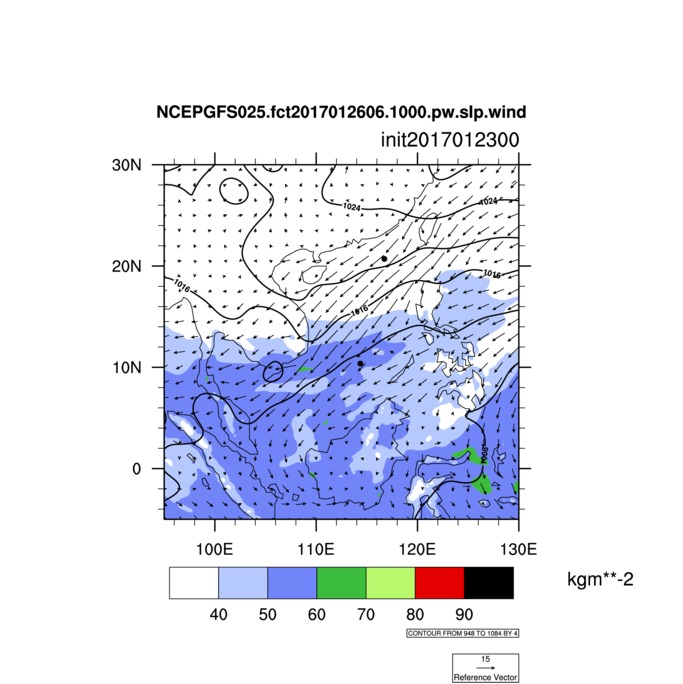 NCEPGFS025.fct2017012606.1000.pw.slp.wind
init2017012300
30N
1024
1024
20N
1016
1016
1016
10N
1008
0
100E 110E 120E 130E
kgm**-2
40 50 60 70 80 90
CONTOUR FROM 948 TO 1084 BY 4
15
Reference Vector